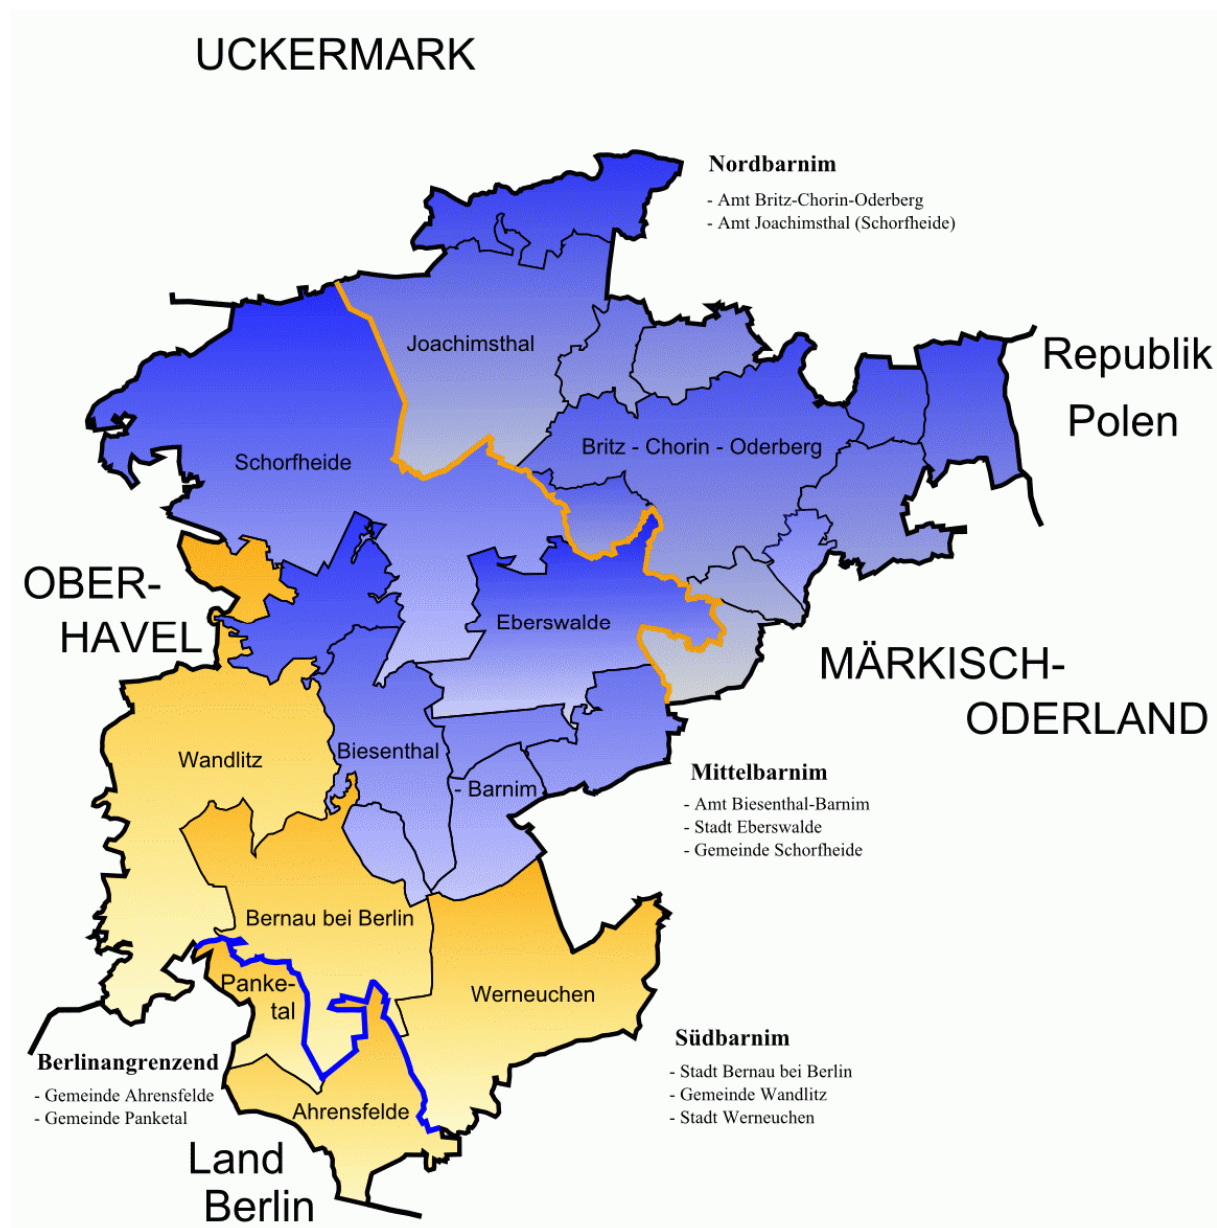 UCKERMARK
Nordbarnim
- Amt Britz-Chorin-Oderberg
- Amt Joachimsthal (Schorfheide)
Joachimsthal
Republik
Polen
Britz - Chorin - Oderberg
Schorfheide
OBER-
HAVEL
Eberswalde
MÄRKISCH-
ODERLAND
Wandlitz
Biesenthal
- Barnim
Mittelbarnim
- Amt Biesenthal-Barnim
- Stadt Eberswalde
- Gemeinde Schorfheide
Bernau bei Berlin
Panke-
tal
Werneuchen
Südbarnim
- Stadt Bernau bei Berlin
- Gemeinde Wandlitz
- Stadt Werneuchen
Berlinangrenzend
- Gemeinde Ahrensfelde
- Gemeinde Panketal
Ahrensfelde
Land
Berlin